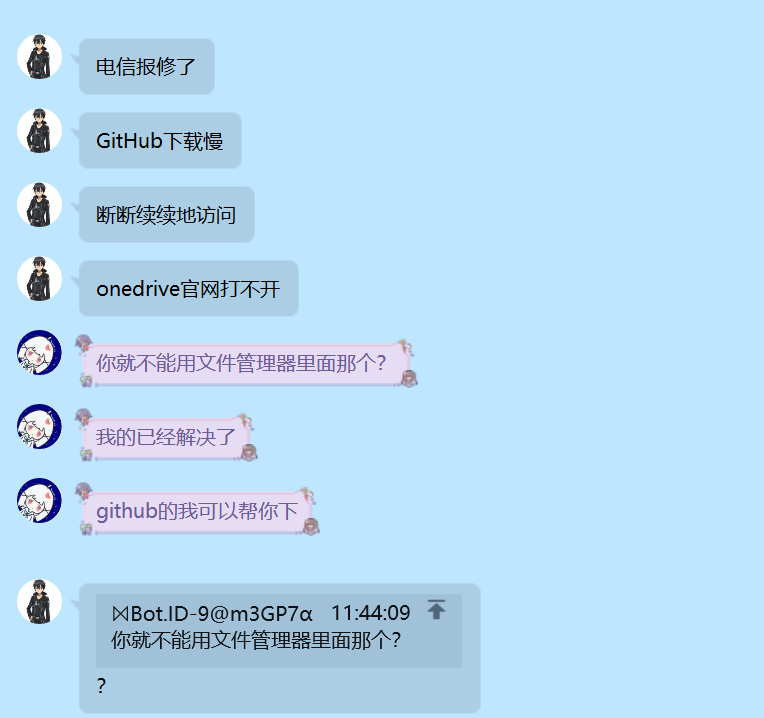 电信报修了
GitHub下载慢
断断续续地访问
onedrive官网打不开
你就不能用文件管理器里面那个?
我的已经解决了
github的我可以帮你下
⋈Bot.ID-9@m3GP7α 11:44:09
你就不能用文件管理器里面那个?
?